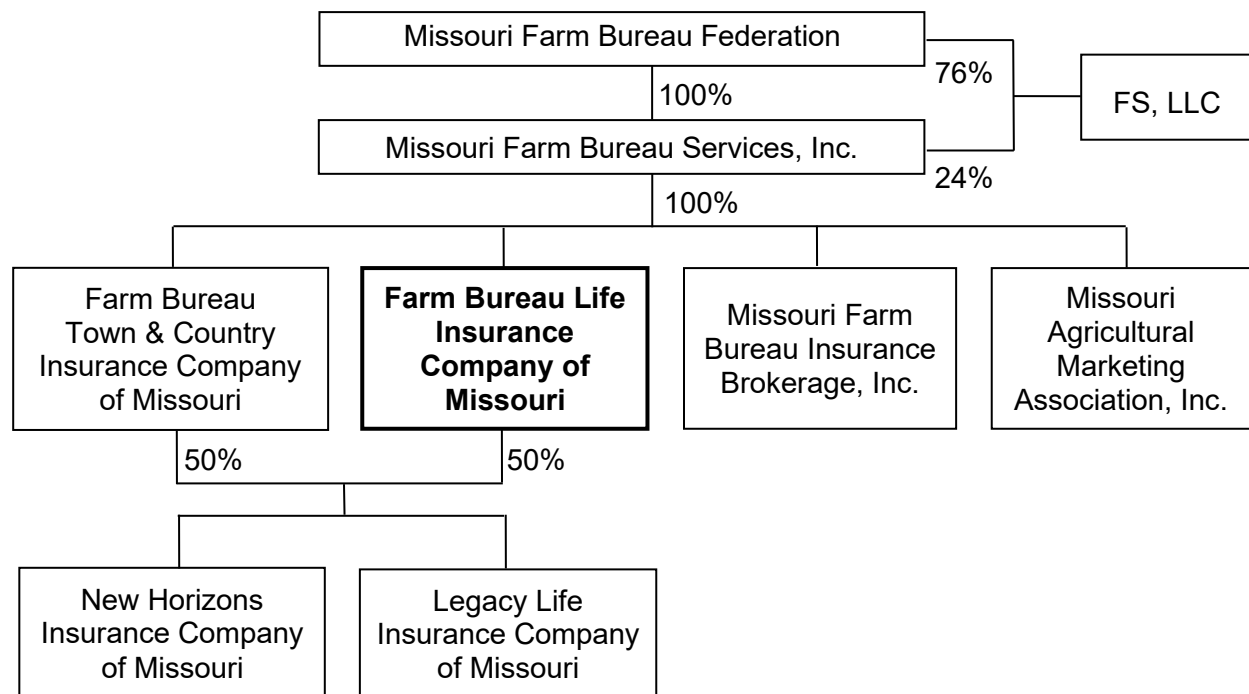 Missouri Farm Bureau Federation
76%
FS, LLC
100%
Missouri Farm Bureau Services, Inc.
24%
100%
Farm Bureau
Town & Country
Insurance Company
of Missouri
Farm Bureau Life
Insurance
Company of
Missouri
Missouri Farm
Bureau Insurance
Brokerage, Inc.
Missouri
Agricultural
Marketing
Association, Inc.
50%
50%
New Horizons
Insurance Company
of Missouri
Legacy Life
Insurance Company
of Missouri